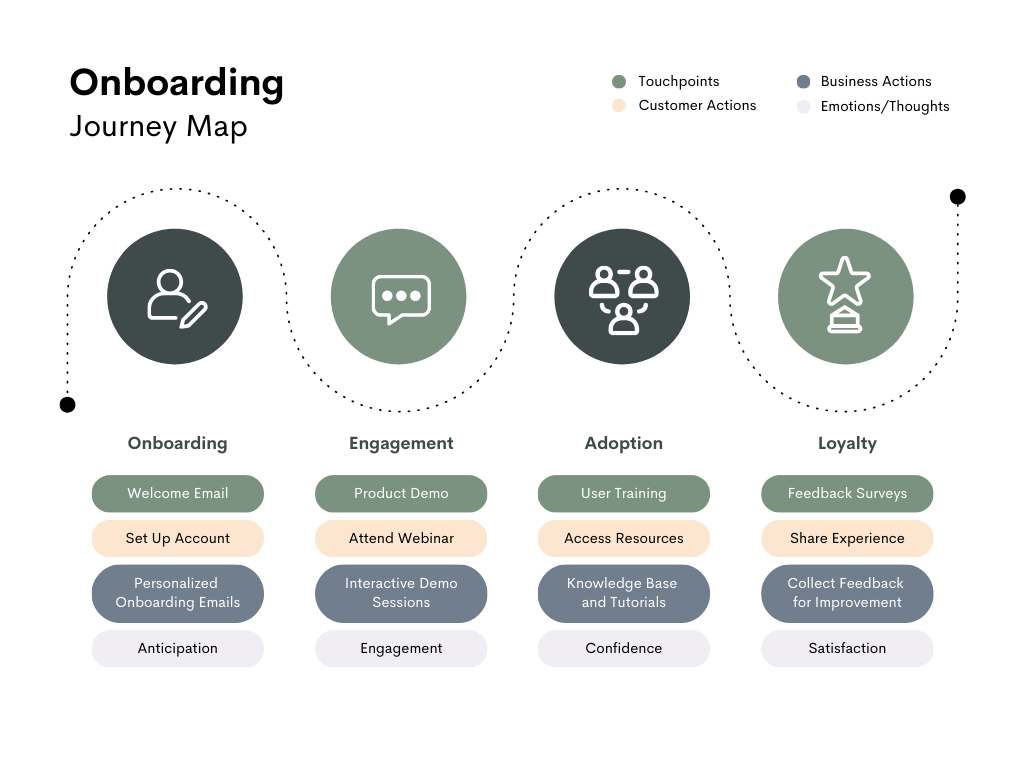 Onboarding
Journey Map
Touchpoints
Customer Actions
Business Actions
Emotions/Thoughts
Onboarding
Welcome Email
Set Up Account
Personalized
Onboarding Emails
Anticipation
Engagement
Product Demo
Attend Webinar
Interactive Demo
Sessions
Engagement
Adoption
User Training
Access Resources
Knowledge Base
and Tutorials
Confidence
Loyalty
Feedback Surveys
Share Experience
Collect Feedback
for Improvement
Satisfaction